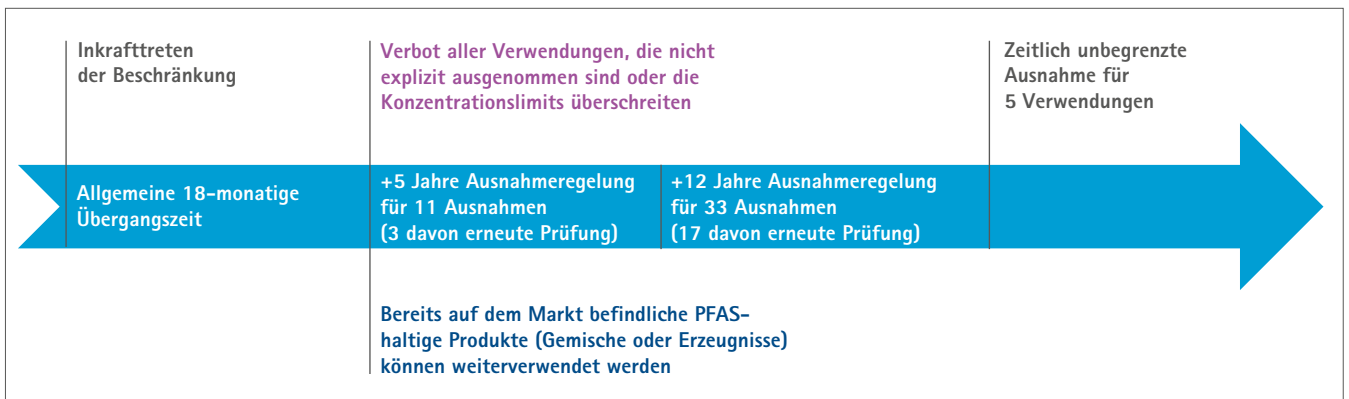 Inkrafttreten
der Beschränkung
Verbot aller Verwendungen, die nicht
explizit ausgenommen sind oder die
Konzentrationslimits überschreiten
Zeitlich unbegrenzte
Ausnahme für
5 Verwendungen
Allgemeine 18-monatige
Übergangszeit
+5 Jahre Ausnahmeregelung
für 11 Ausnahmen
(3 davon erneute Prüfung)
+12 Jahre Ausnahmeregelung
für 33 Ausnahmen
(17 davon erneute Prüfung)
Bereits auf dem Markt befindliche PFAS-
haltige Produkte (Gemische oder Erzeugnisse)
können weiterverwendet werden